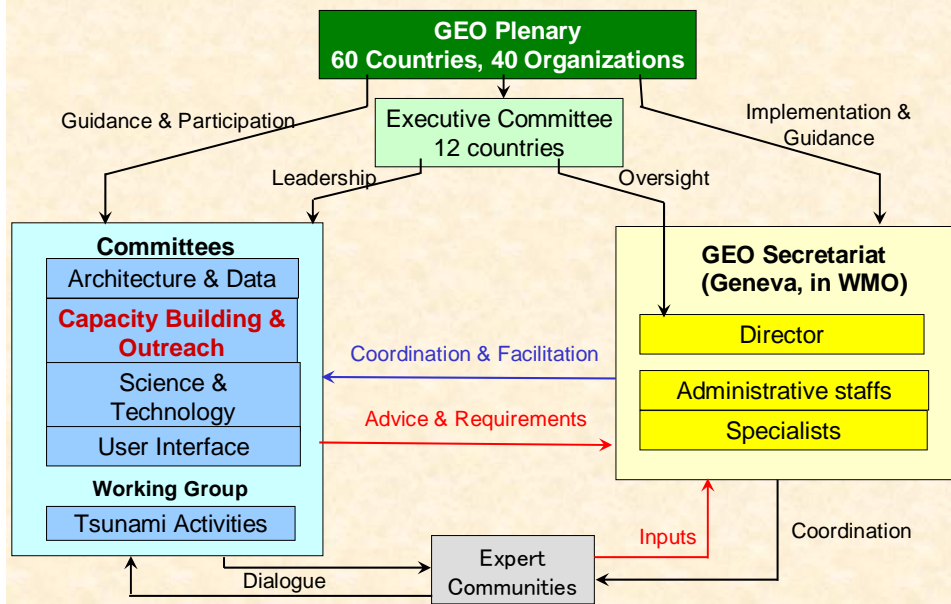 GEO Plenary
60 Countries, 40 Organizations
Guidance & Participation
Executive Committee
12 countries
Implementation &
Guidance
Leadership
Oversight
Committees
Architecture & Data
Capacity Building &
Outreach
Science &
Technology
User Interface
Working Group
Tsunami Activities
Coordination & Facilitation
Advice & Requirements
GEO Secretariat
(Geneva, in WMO)
Director
Administrative staffs
Specialists
Inputs
Coordination
Dialogue
Expert
Communities